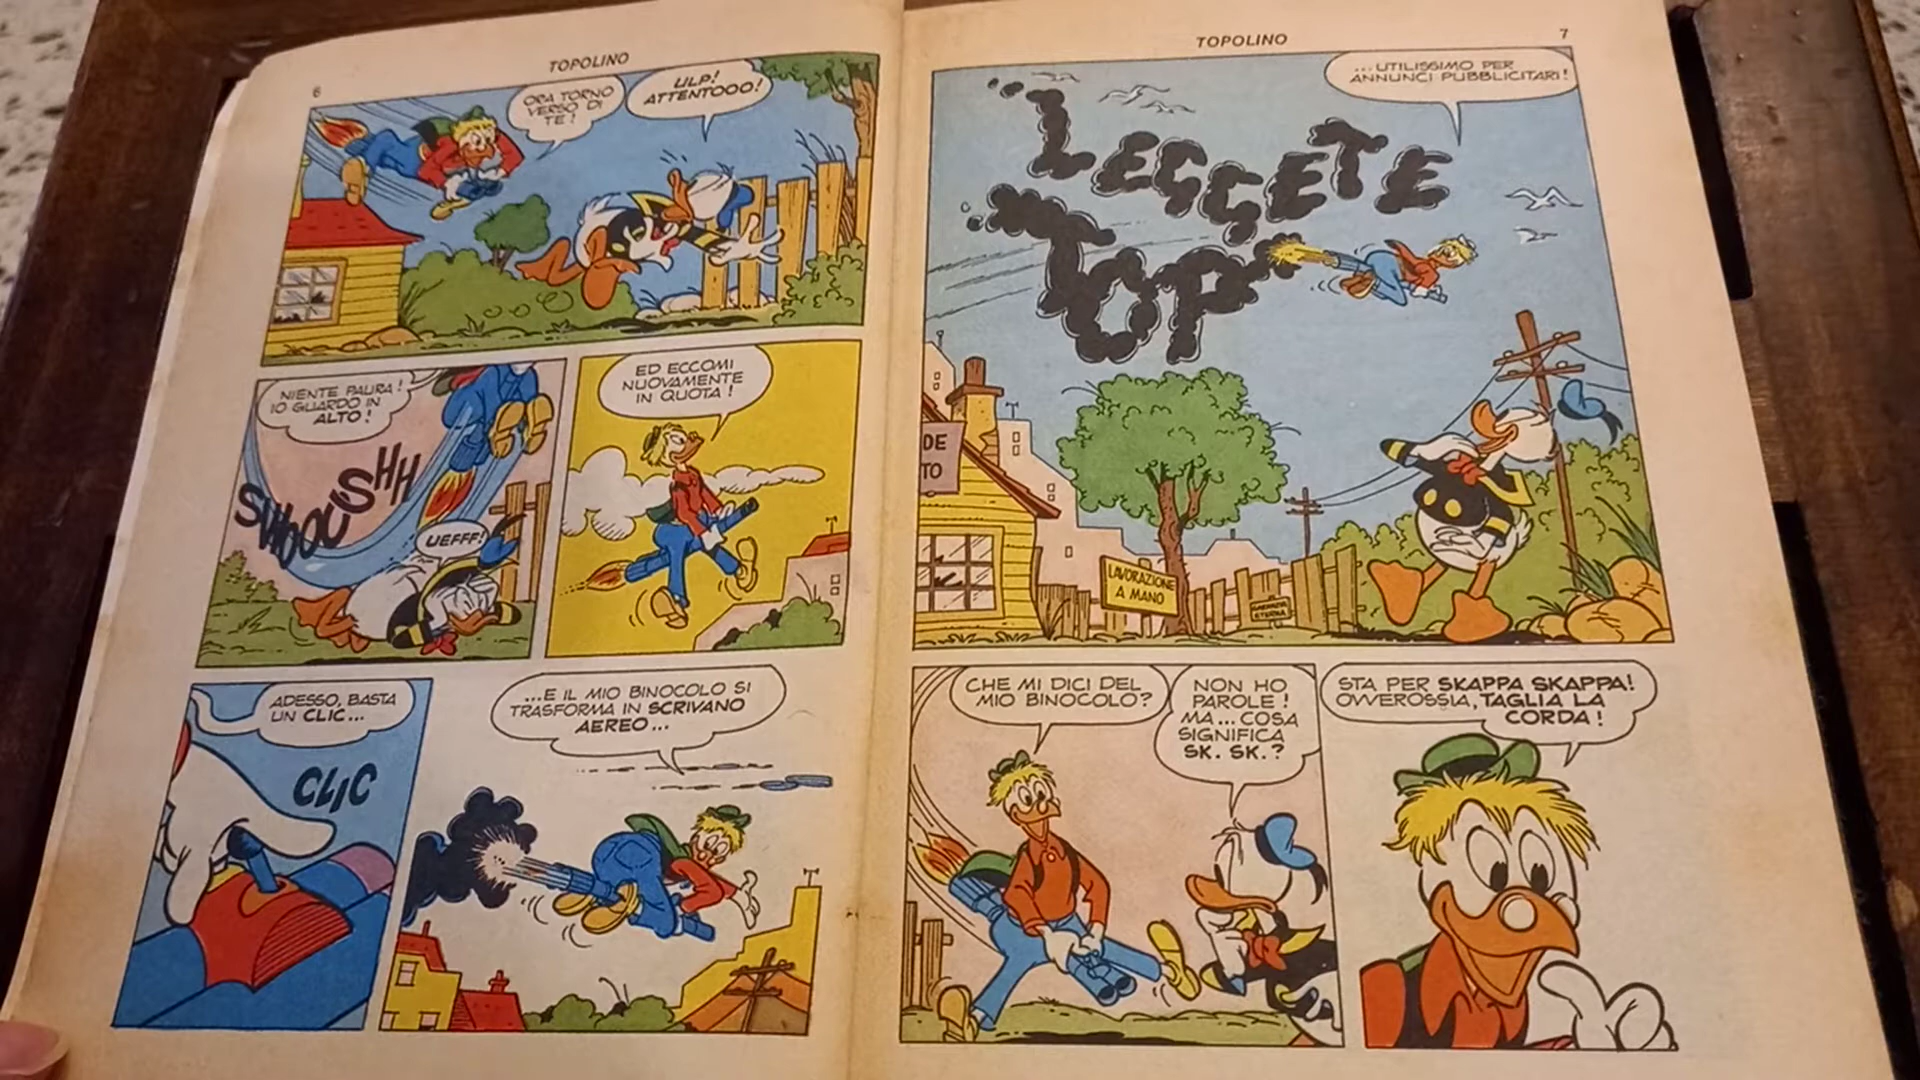 6
TOPOLINO
ORA TORNO
VERSO DI
TE!
ULP!
ATTENTOOO!
NIENTE PAURA!
IO GUARDO IN
ALTO!
SWOOUSHH
UEFFF!
ED ECCOMI
NUOVAMENTE
IN QUOTA!
ADESSO, BASTA
UN CLIC...
CLIC
...E IL MIO BINOCOLO SI
TRASFORMA IN SCRIVANO
AEREO...
TOPOLINO
7
...UTILISSIMO PER
ANNUNCI PUBBLICITARI!
LEGGETE
TOP
DE
TO
LAVORAZIONE
A MANO
GARANZIA
ETERNA
CHE MI DICI DEL
MIO BINOCOLO?
NON HO
PAROLE!
MA... COSA
SIGNIFICA
SK. SK.?
STA PER SKAPPA SKAPPA!
OVVEROSSIA, TAGLIA LA
CORDA!